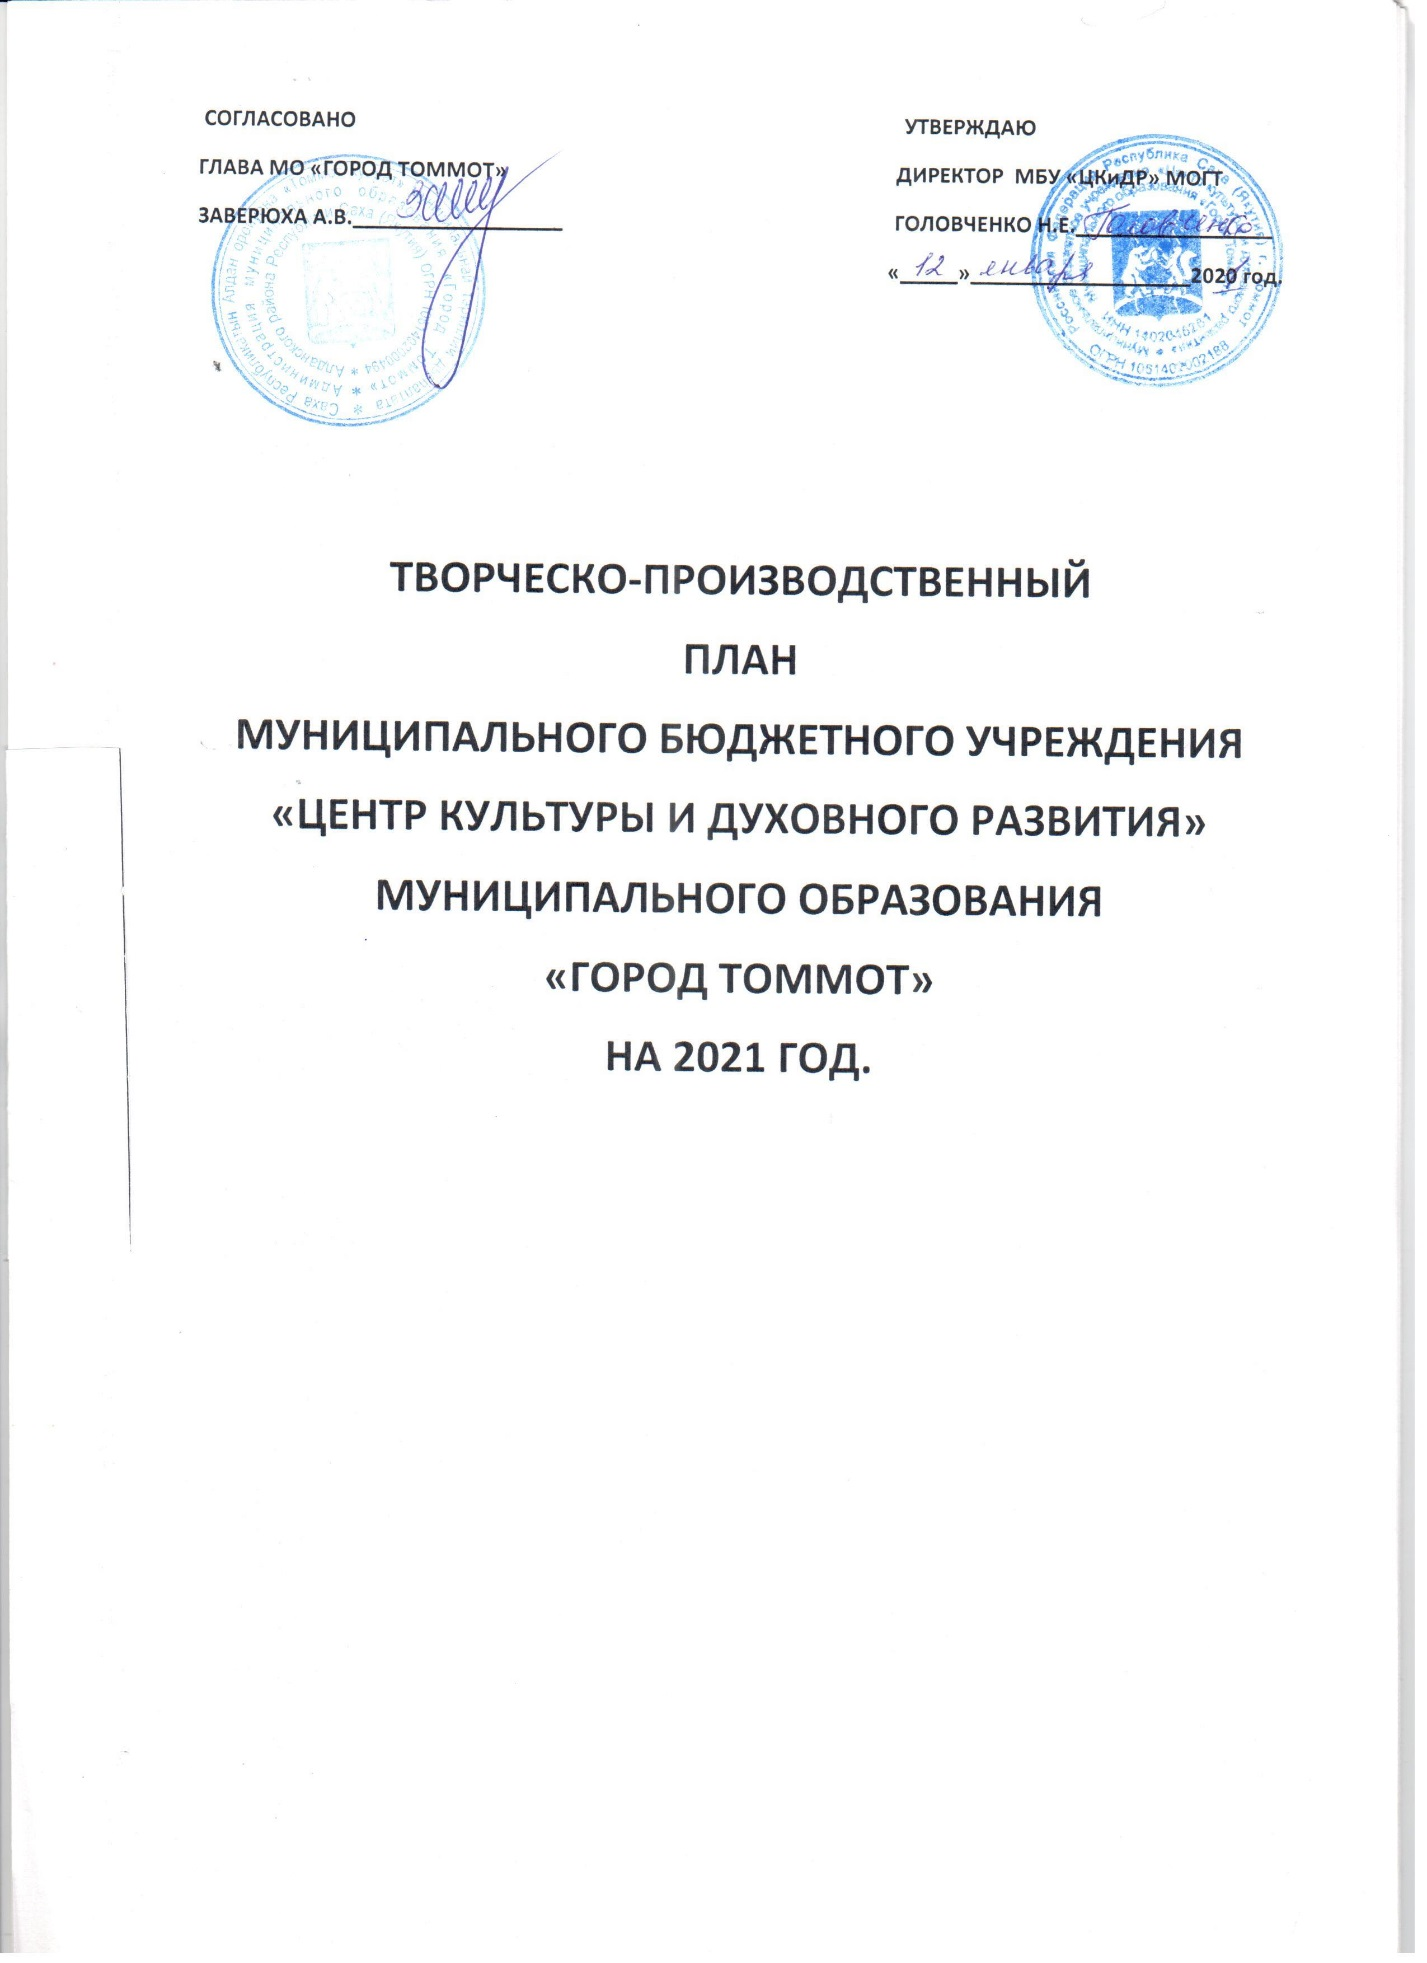 СОГЛАСОВАНО
ГЛАВА МО «ГОРОД ТОММОТ»
ЗАВЕРЮХА А.В.
УТВЕРЖДАЮ
ДИРЕКТОР МБУ «ЦКиДР» МОГТ
ГОЛОВЧЕНКО Н.Е. Головченко
« 12 » января 2020 год.
ТВОРЧЕСКО-ПРОИЗВОДСТВЕННЫЙ
ПЛАН
МУНИЦИПАЛЬНОГО БЮДЖЕТНОГО УЧРЕЖДЕНИЯ
«ЦЕНТР КУЛЬТУРЫ И ДУХОВНОГО РАЗВИТИЯ»
МУНИЦИПАЛЬНОГО ОБРАЗОВАНИЯ
«ГОРОД ТОММОТ»
НА 2021 ГОД.